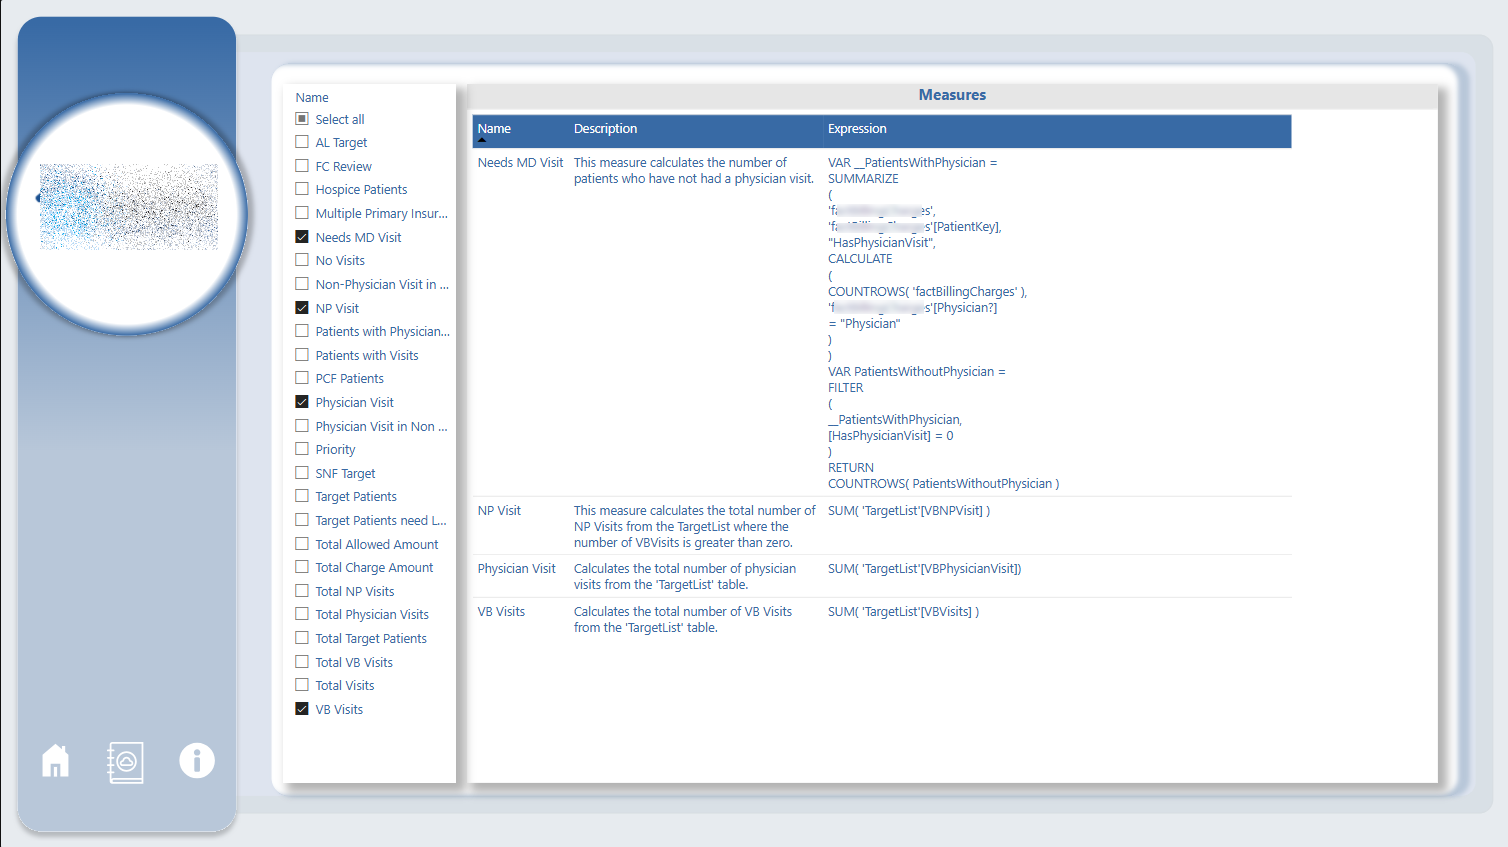 Name
Select all
AL Target
FC Review
Hospice Patients
Multiple Primary Insur...
Needs MD Visit
No Visits
Non-Physician Visit in ...
NP Visit
Patients with Physician...
Patients with Visits
PCF Patients
Physician Visit
Physician Visit in Non ...
Priority
SNF Target
Target Patients
Target Patients need L...
Total Allowed Amount
Total Charge Amount
Total NP Visits
Total Physician Visits
Total Target Patients
Total VB Visits
Total Visits
VB Visits
Measures
Name Description Expression
Needs MD Visit
This measure calculates the number of
patients who have not had a physician visit.
VAR __PatientsWithPhysician =
SUMMARIZE
(
[PatientKey],
"HasPhysicianVisit",
CALCULATE
(
COUNTROWS( 'factBillingCharges' ),
[Physician?]
= "Physician"
)
)
VAR PatientsWithoutPhysician =
FILTER
(
__PatientsWithPhysician,
[HasPhysicianVisit] = 0
)
RETURN
COUNTROWS( PatientsWithoutPhysician )
NP Visit
This measure calculates the total number of
NP Visits from the TargetList where the
number of VBVisits is greater than zero.
SUM( 'TargetList'[VBNPVisit] )
Physician Visit
Calculates the total number of physician
visits from the 'TargetList' table.
SUM( 'TargetList'[VBPhysicianVisit])
VB Visits
Calculates the total number of VB Visits
from the 'TargetList' table.
SUM( 'TargetList'[VBVisits] )